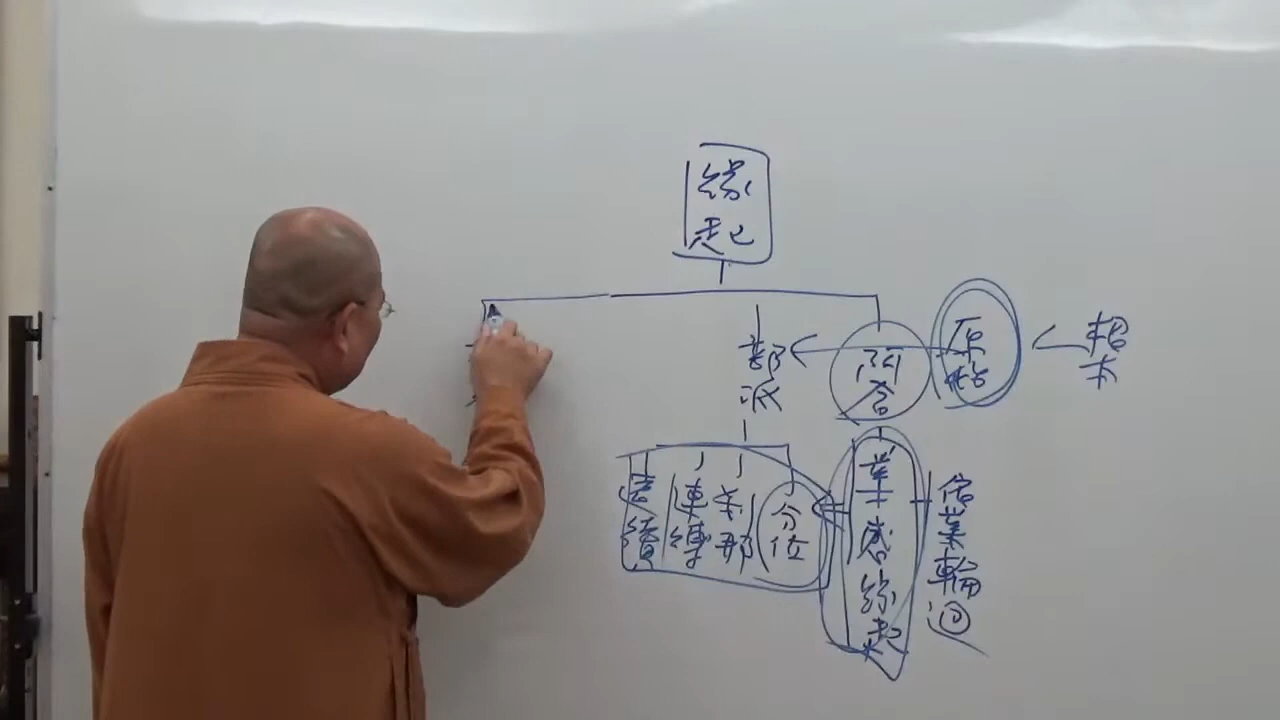 緣起
根本
原始
阿含
部派
業感緣起
依業輪迴
分位
剎那
連縛
遠續